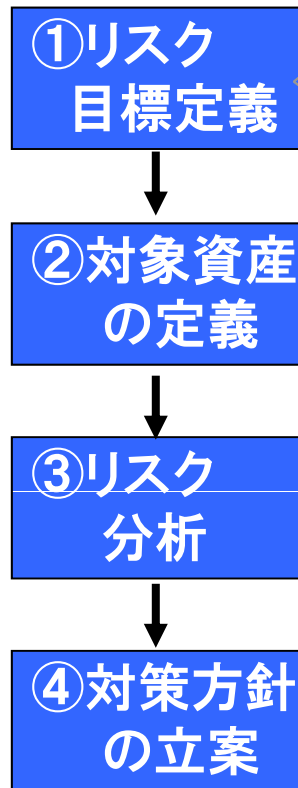 ①リスク
目標定義
②対象資産
の定義
③リスク
分析
④対策方針
の立案